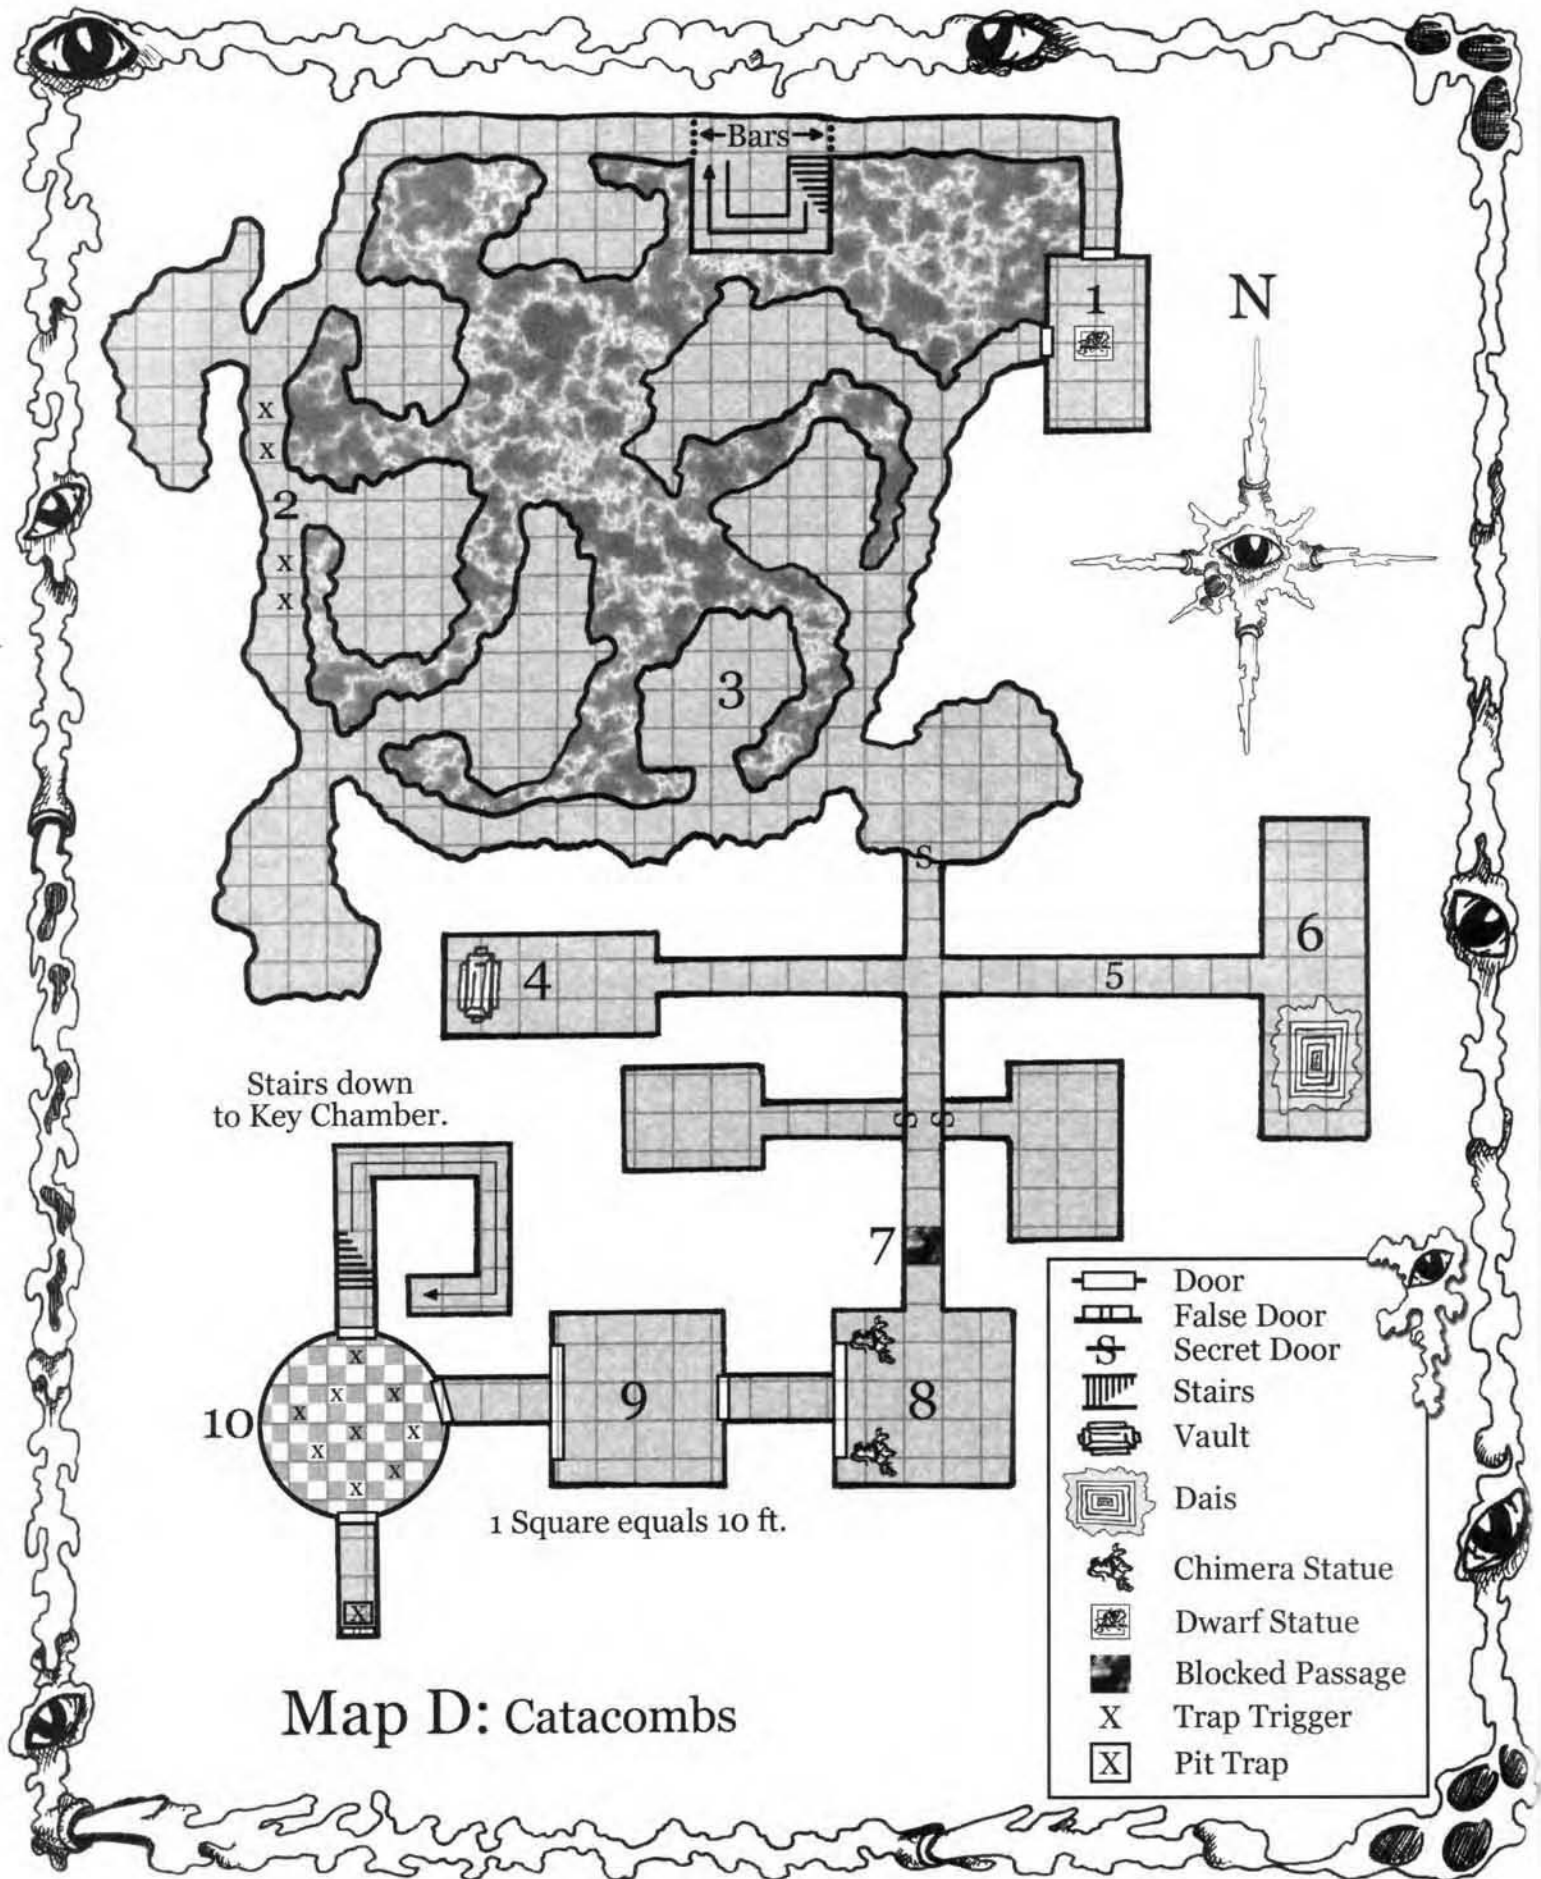 Bars
1
N
x
x
2
x
x
3
S
4
5
6
Stairs down
to Key Chamber.
S S
7
10
9
8
x
x
x
x
x
x
x
x
x
X
1 Square equals 10 ft.
Door
False Door
S Secret Door
Stairs
Vault
Dais
Chimera Statue
Dwarf Statue
Blocked Passage
X Trap Trigger
X Pit Trap
Map D: Catacombs